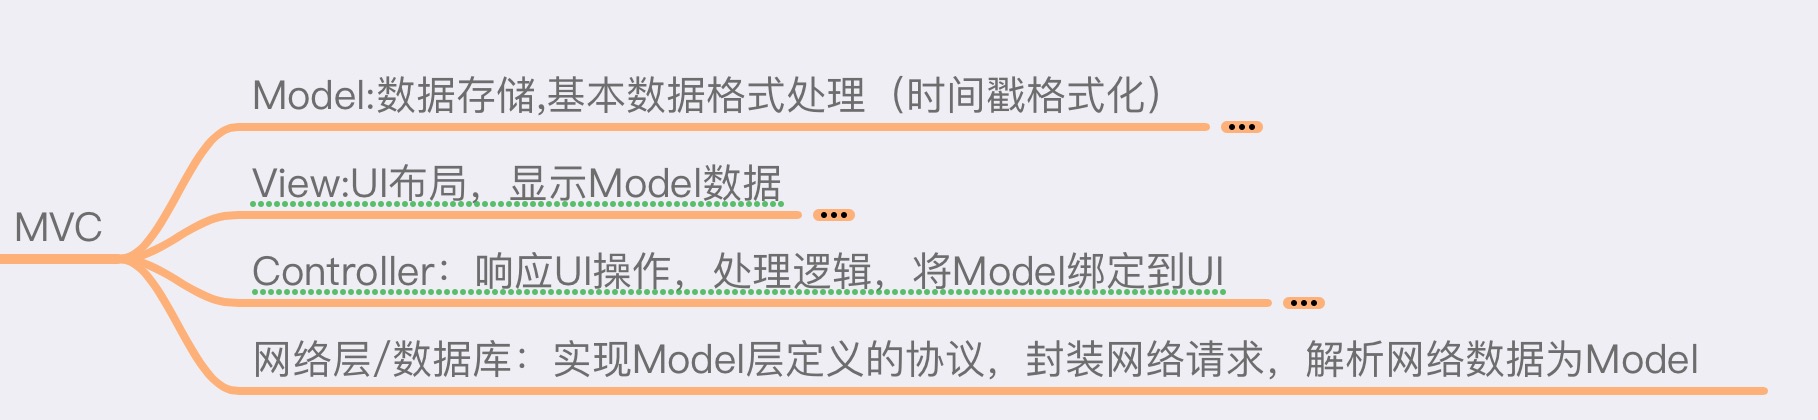 Model:数据存储,基本数据格式处理（时间戳格式化）
View:UI布局，显示Model数据
MVC
Controller：响应UI操作，处理逻辑，将Model绑定到UI
网络层/数据库：实现Model层定义的协议，封装网络请求，解析网络数据为Model